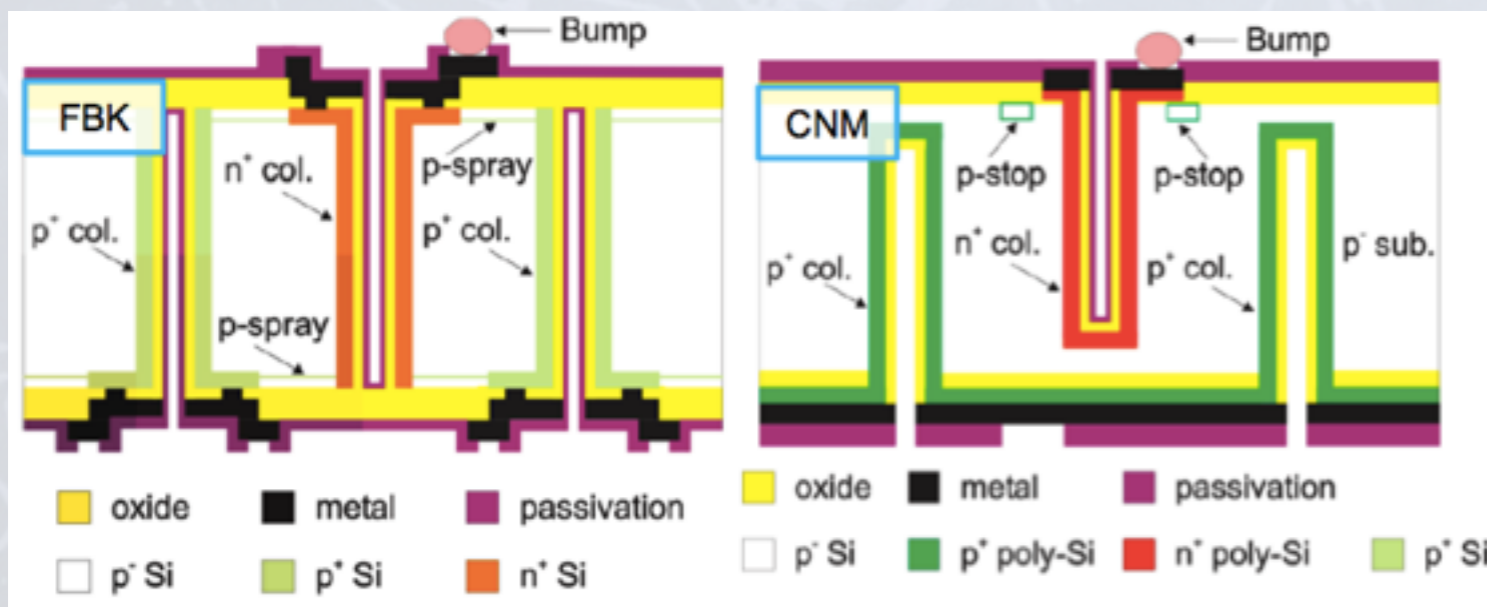 Bump
FBK
n⁺ col.
p-spray
p⁺ col.
p⁺ col.
p-spray
oxide
metal
passivation
p⁻ Si
p⁺ Si
n⁺ Si
Bump
CNM
p-stop
p-stop
p⁺ col.
n⁺ col.
p⁺ col.
p⁻ sub.
oxide
metal
passivation
p⁻ Si
p⁺ poly-Si
n⁺ poly-Si
p⁺ Si